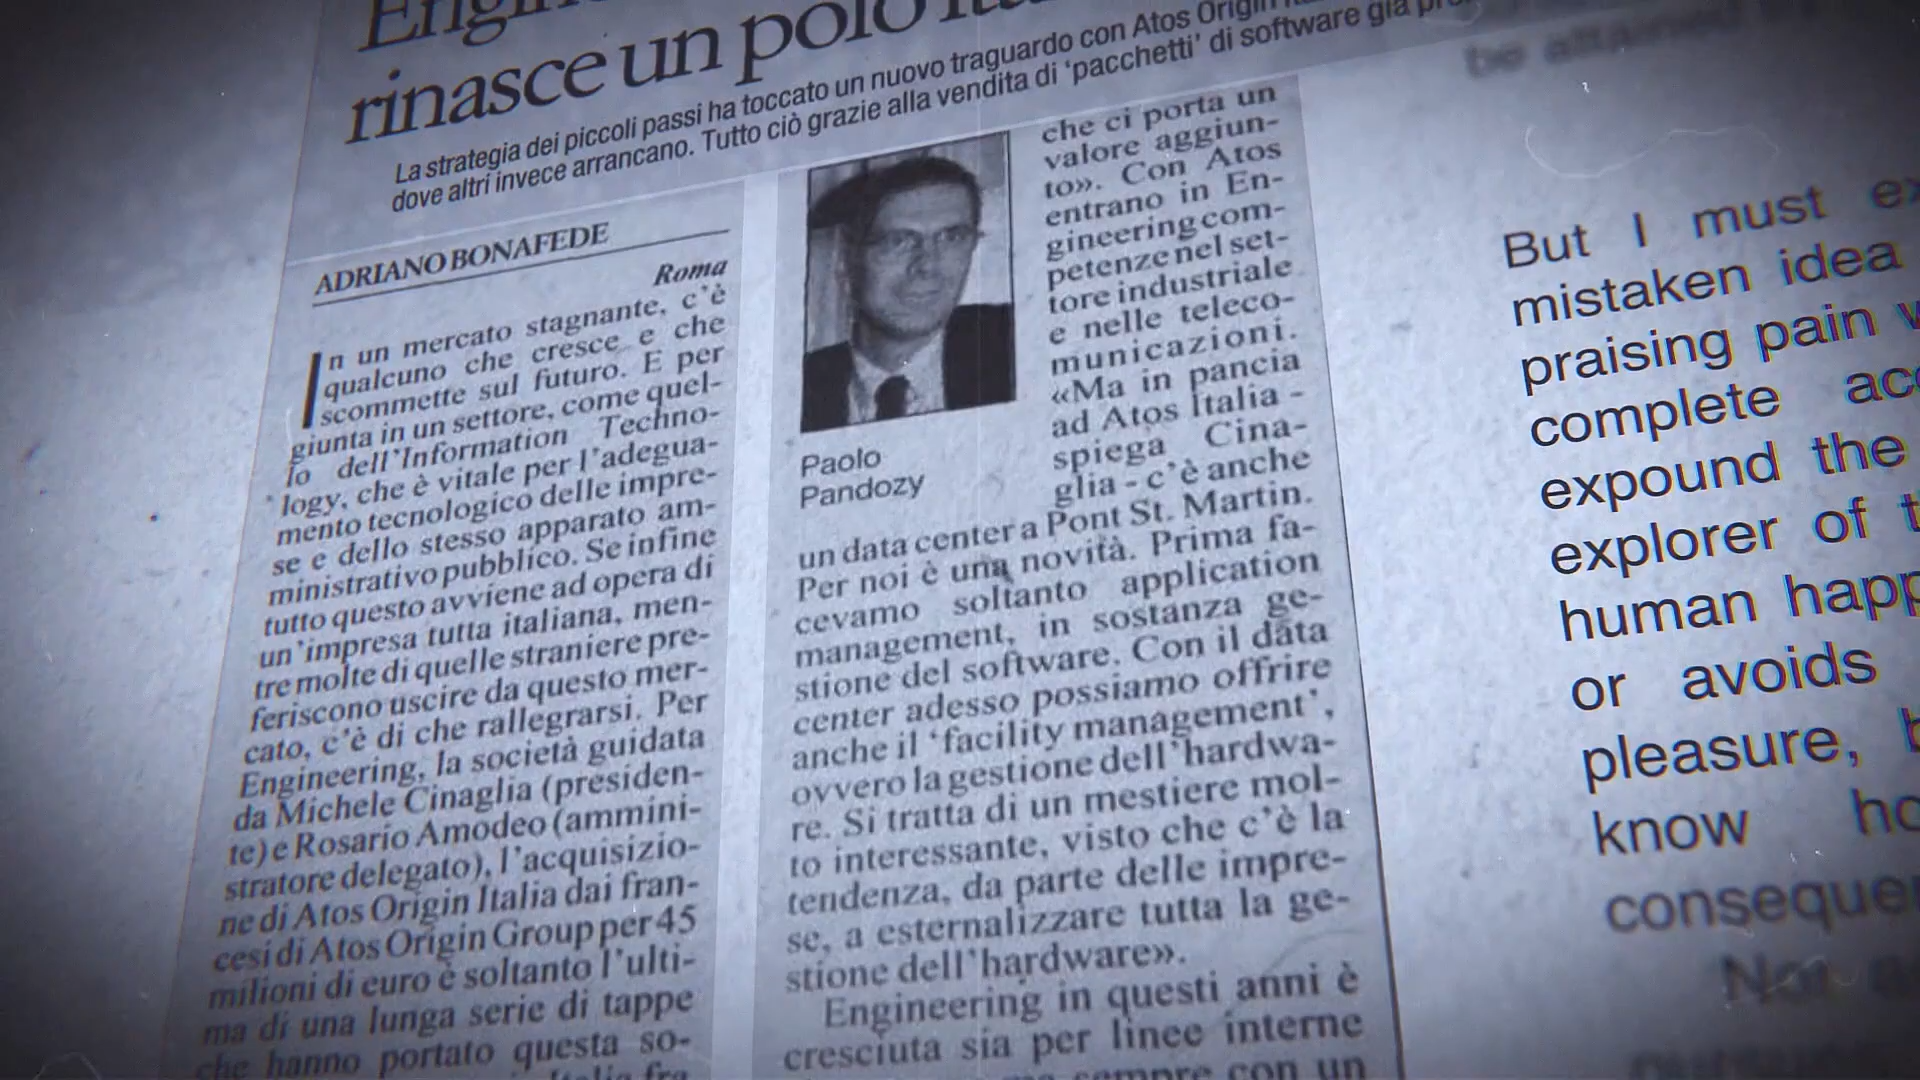 rinasce un polo
La strategia dei piccoli passi ha toccato un nuovo traguardo con Atos Origin
dove altri invece arrancano. Tutto ciò grazie alla vendita di ‘pacchetti’ di software già
ADRIANO BONAFEDE
Roma
In un mercato stagnante, c’è
qualcuno che cresce e che
scommette sul futuro. E per
giunta in un settore, come quel-
lo dell’Information Techno-
logy, che è vitale per l’adegua-
mento tecnologico delle impre-
se e dello stesso apparato am-
ministrativo pubblico. Se infine
tutto questo avviene ad opera di
un’impresa tutta italiana, men-
tre molte di quelle straniere pre-
feriscono uscire da questo mer-
cato, c’è di che rallegrarsi. Per
Engineering, la società guidata
da Michele Cinaglia (presiden-
te) e Rosario Amodeo (ammini-
stratore delegato), l’acquisizio-
ne di Atos Origin Italia dai fran-
cesi di Atos Origin Group per 45
milioni di euro è soltanto l’ulti-
ma di una lunga serie di tappe
che hanno portato questa so-
Paolo
Pandozy
che ci porta un
valore aggiun-
to». Con Atos
entrano in En-
gineering com-
petenze nel set-
tore industriale
e nelle teleco-
municazioni.
«Ma in pancia
ad Atos Italia -
spiega Cina-
glia - c’è anche
un data center a Pont St. Martin.
Per noi è una novità. Prima fa-
cevamo soltanto application
management, in sostanza ge-
stione del software. Con il data
center adesso possiamo offrire
anche il ‘facility management’,
ovvero la gestione dell’hardwa-
re. Si tratta di un mestiere mol-
to interessante, visto che c’è la
tendenza, da parte delle impre-
se, a esternalizzare tutta la ge-
stione dell’hardware».
Engineering in questi anni è
cresciuta sia per linee interne
sempre con un
be attained
But I must
mistaken idea
praising pain
complete
expound the
explorer of
human
or avoids
pleasure,
know